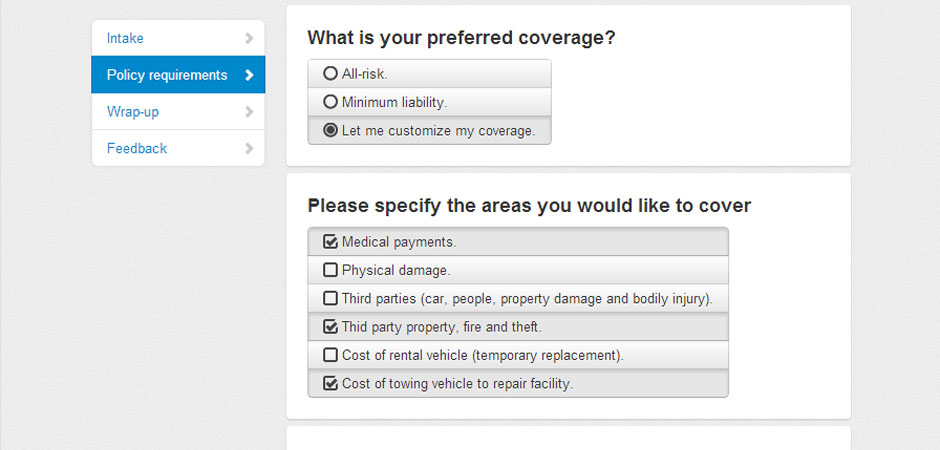 Intake
Policy requirements
Wrap-up
Feedback
What is your preferred coverage?
All-risk.
Minimum liability.
Let me customize my coverage.
Please specify the areas you would like to cover
Medical payments.
Physical damage.
Third parties (car, people, property damage and bodily injury).
Thid party property, fire and theft.
Cost of rental vehicle (temporary replacement).
Cost of towing vehicle to repair facility.